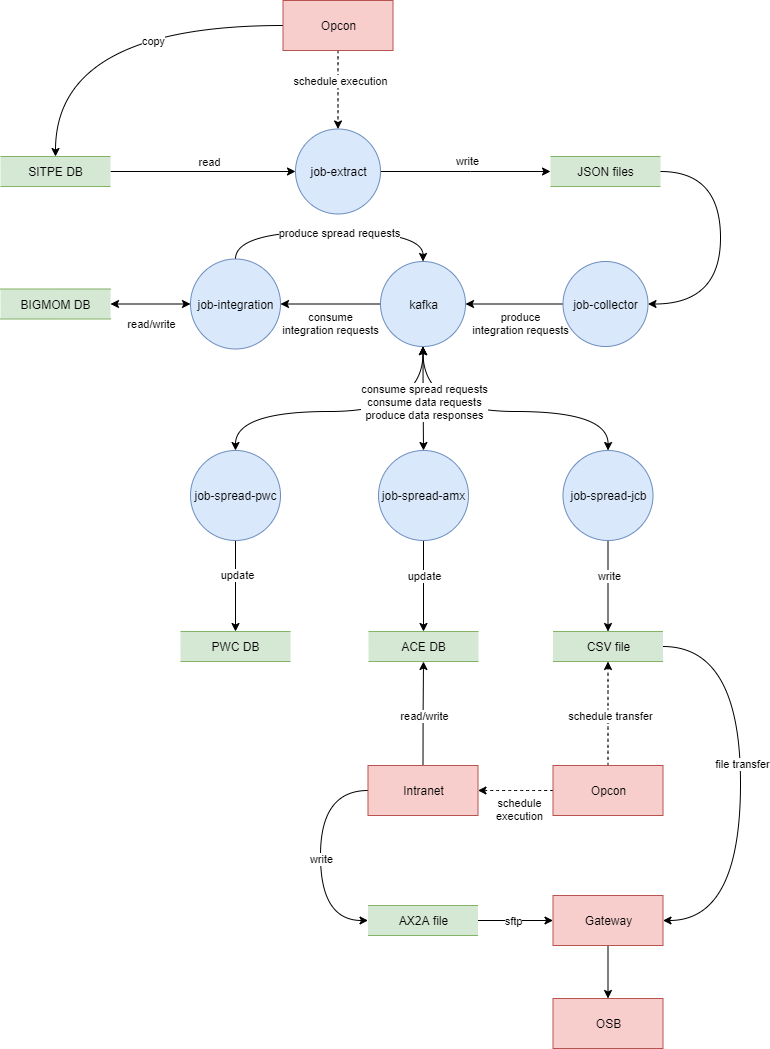 Opcon
copy
schedule execution
SITPE DB
read
job-extract
write
JSON files
produce spread requests
BIGMOM DB
read/write
job-integration
consume
integration requests
kafka
produce
integration requests
job-collector
consume spread requests
consume data requests
produce data responses
job-spread-pwc
job-spread-amx
job-spread-jcb
update
update
write
PWC DB
ACE DB
CSV file
read/write
schedule transfer
file transfer
Intranet
schedule
execution
Opcon
write
AX2A file
sftp
Gateway
OSB